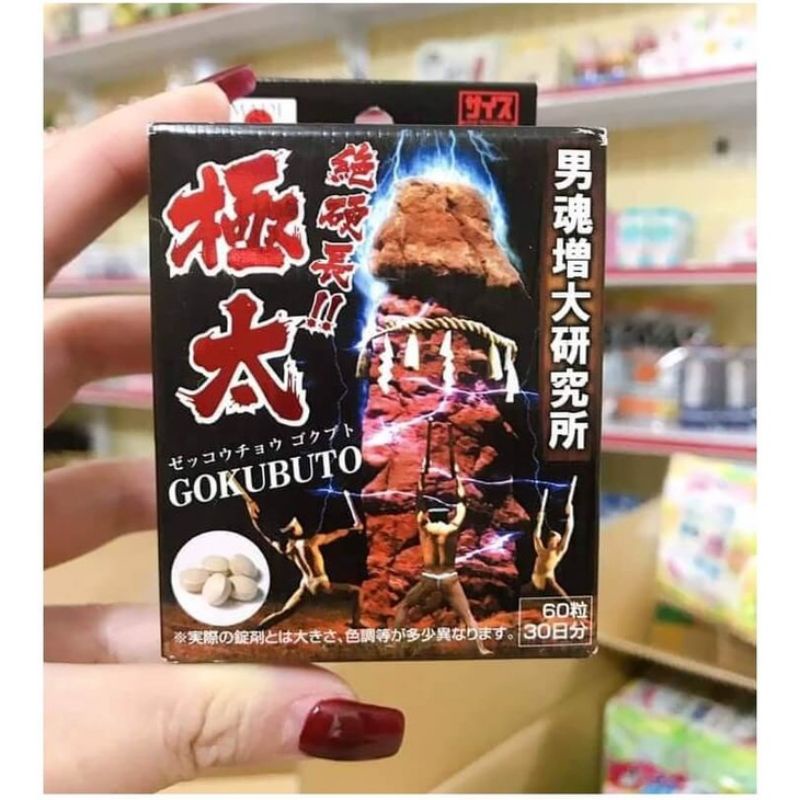 サイズ
男魂増大研究所
絶硬長!!
極太
ゼッコウチョウ ゴクブト
GOKUBUTO
60粒
30日分
※実際の錠剤とは大きさ、色調等が多少異なります。